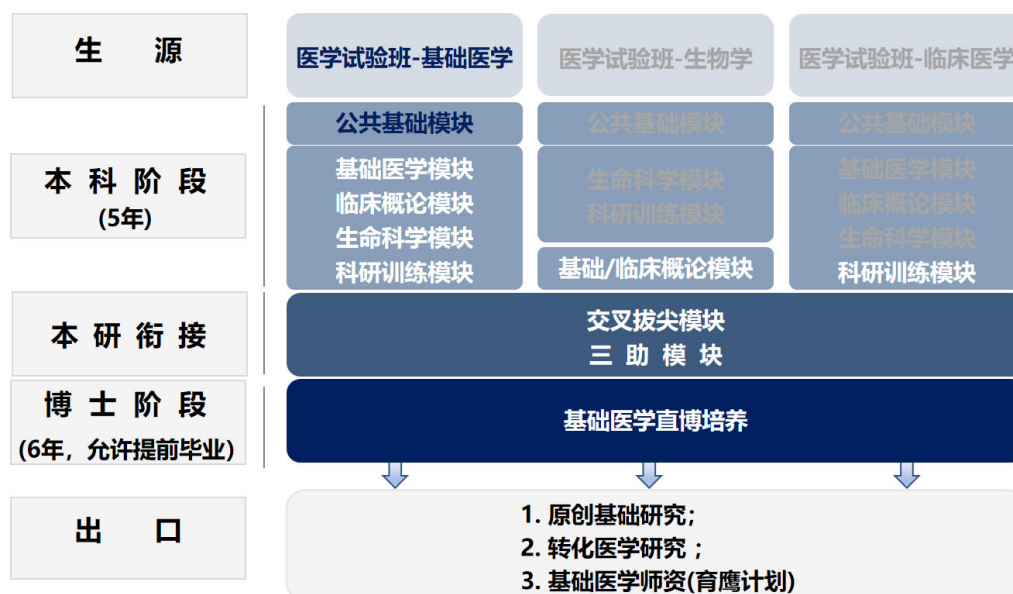 生 源
医学试验班-基础医学
医学试验班-生物学
医学试验班-临床医学
本科阶段
(5年)
公共基础模块
基础医学模块
临床概论模块
生命科学模块
科研训练模块
公共基础模块
生命科学模块
科研训练模块
基础/临床概论模块
公共基础模块
基础医学模块
临床概论模块
生命科学模块
科研训练模块
本研衔接
交叉拔尖模块
三助模块
博士阶段
(6年，允许提前毕业)
基础医学直博培养
出 口
1. 原创基础研究；
2. 转化医学研究；
3. 基础医学师资(育鹰计划)